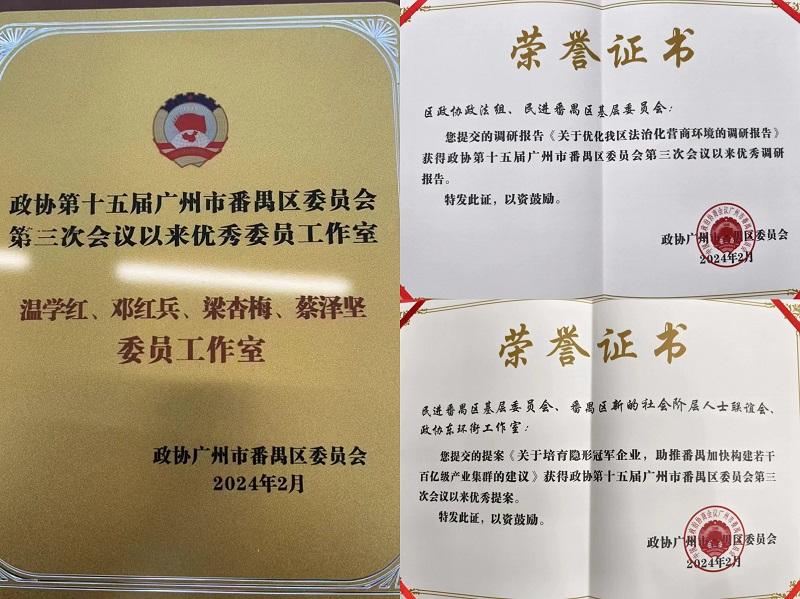 政协第十五届广州市番禺区委员会
第三次会议以来优秀委员工作室
温学红、邓红兵、梁杏梅、蔡泽坚
委员工作室
政协广州市番禺区委员会
2024年2月
荣誉证书
区政协政法组、民进番禺区基层委员会：
您提交的调研报告《关于优化我区法治化营商环境的调研报告》
获得政协第十五届广州市番禺区委员会第三次会议以来优秀调研
报告。
特发此证，以资鼓励。
政协广州市番禺区委员会
2024年2月
荣誉证书
民进番禺区基层委员会、番禺区新的社会阶层人士联谊会、
政协东环街工作室：
您提交的提案《关于培育隐形冠军企业，助推番禺加快构建若干
百亿级产业集群的建议》获得政协第十五届广州市番禺区委员会第三
次会议以来优秀提案。
特发此证，以资鼓励。
政协广州市番禺区委员会
2024年2月